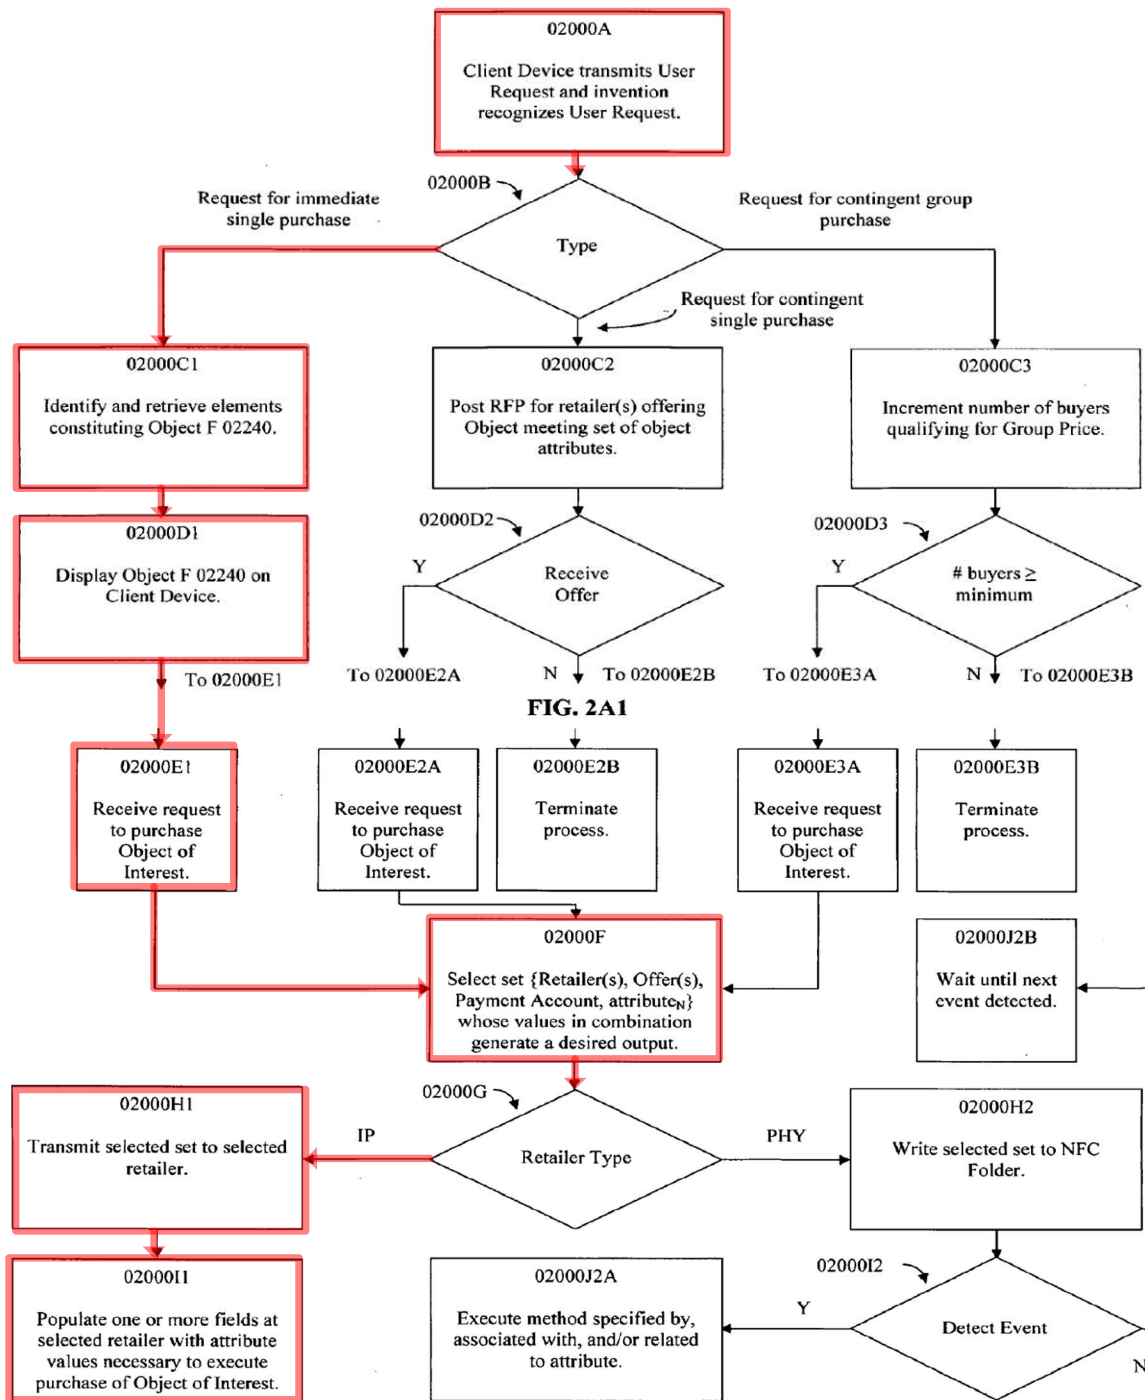 02000A
Client Device transmits User
Request and invention
recognizes User Request.
02000B
Request for immediate
single purchase
Request for contingent group
purchase
Type
Request for contingent
single purchase
02000C1
Identify and retrieve elements
constituting Object F 02240.
02000C2
Post RFP for retailer(s) offering
Object meeting set of object
attributes.
02000C3
Increment number of buyers
qualifying for Group Price.
02000D1
Display Object F 02240 on
Client Device.
02000D2
Y
Receive
Offer
02000D3
Y
# buyers ≥
minimum
To 02000E1
To 02000E2A
N
To 02000E2B
To 02000E3A
N
To 02000E3B
FIG. 2A1
02000E1
Receive request
to purchase
Object of
Interest.
02000E2A
Receive request
to purchase
Object of
Interest.
02000E2B
Terminate
process.
02000E3A
Receive request
to purchase
Object of
Interest.
02000E3B
Terminate
process.
02000F
Select set {Retailer(s), Offer(s),
Payment Account, attributeN}
whose values in combination
generate a desired output.
02000J2B
Wait until next
event detected.
02000G
02000H1
Transmit selected set to selected
retailer.
IP
Retailer Type
PHY
02000H2
Write selected set to NFC
Folder.
02000I1
Populate one or more fields at
selected retailer with attribute
values necessary to execute
purchase of Object of Interest.
02000J2A
Execute method specified by,
associated with, and/or related
to attribute.
02000I2
Y
Detect Event
N